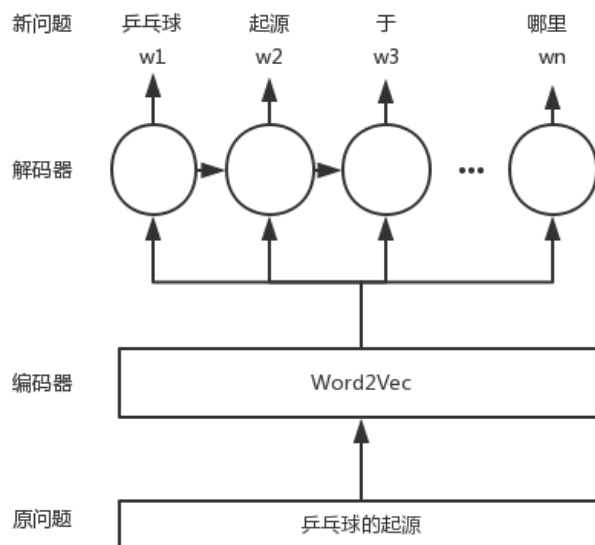 新问题 乒乓球 起源 于 哪里
w1 w2 w3 wn
解码器 •••
编码器 Word2Vec
原问题 乒乓球的起源